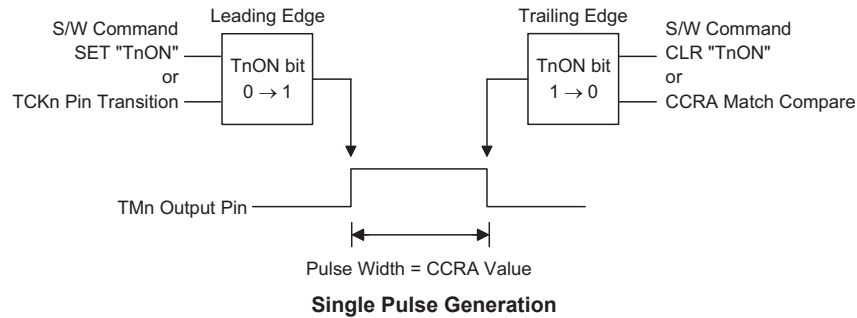 Leading Edge
S/W Command
SET "TnON"
or
TCKn Pin Transition
TnON bit
0 → 1
Trailing Edge
TnON bit
1 → 0
S/W Command
CLR "TnON"
or
CCRA Match Compare
TMn Output Pin
Pulse Width = CCRA Value
Single Pulse Generation